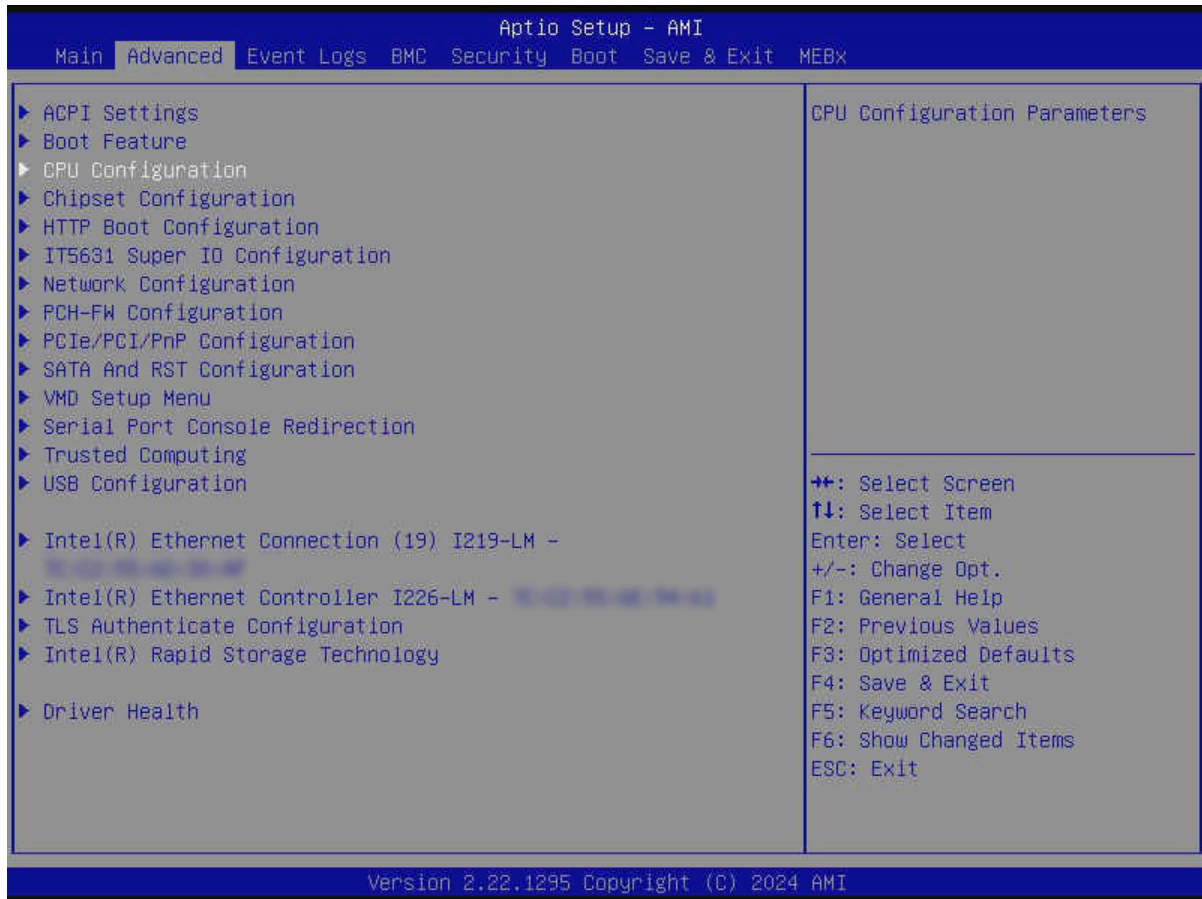 Aptio Setup – AMI
Main Advanced Event Logs BMC Security Boot Save & Exit MEBx
ACPI Settings
Boot Feature
CPU Configuration
Chipset Configuration
HTTP Boot Configuration
IT5631 Super IO Configuration
Network Configuration
PCH-FW Configuration
PCIe/PCI/PnP Configuration
SATA And RST Configuration
VMD Setup Menu
Serial Port Console Redirection
Trusted Computing
USB Configuration
Intel(R) Ethernet Connection (19) I219-LM –
Intel(R) Ethernet Controller I226-LM –
TLS Authenticate Configuration
Intel(R) Rapid Storage Technology
Driver Health
CPU Configuration Parameters
→←: Select Screen
↑↓: Select Item
Enter: Select
+/-: Change Opt.
F1: General Help
F2: Previous Values
F3: Optimized Defaults
F4: Save & Exit
F5: Keyword Search
F6: Show Changed Items
ESC: Exit
Version 2.22.1295 Copyright (C) 2024 AMI